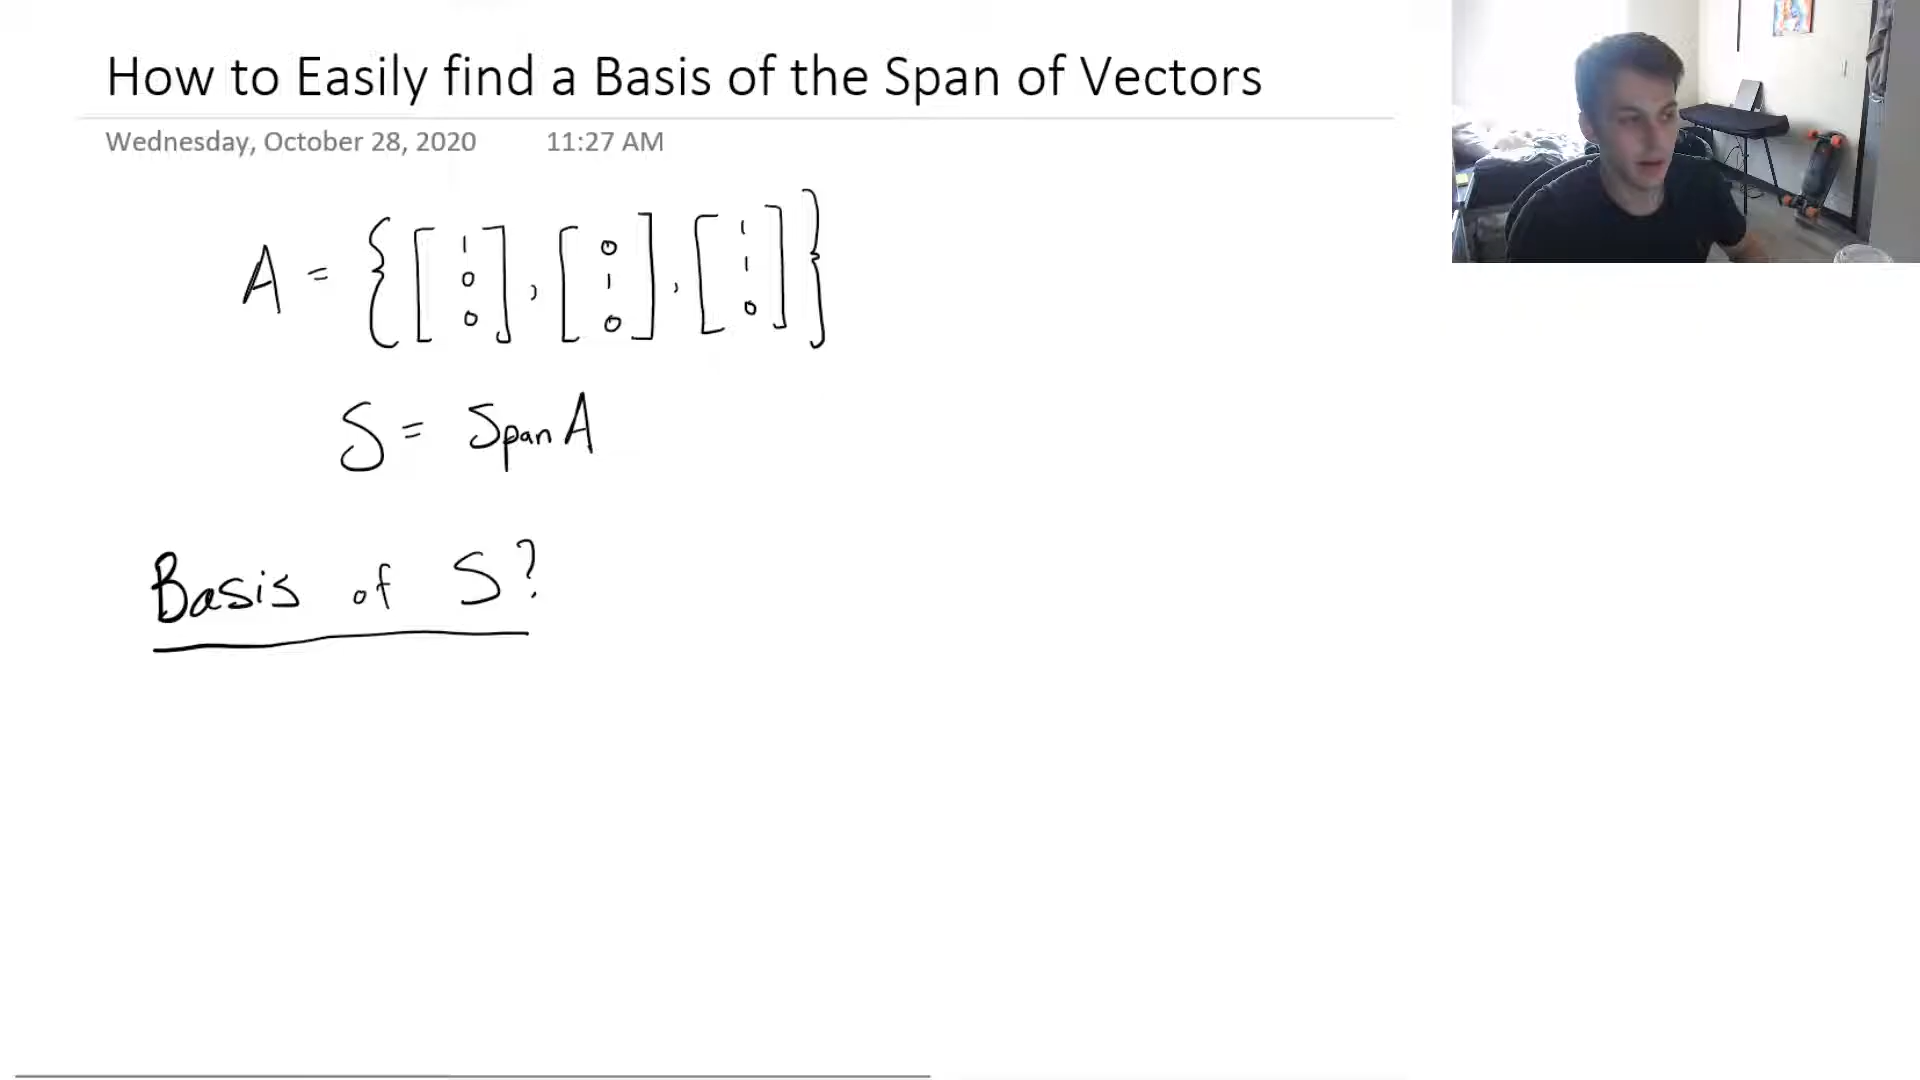 How to Easily find a Basis of the Span of Vectors
Wednesday, October 28, 2020 11:27 AM
A = { [ 1 0 0 ], [ 0 1 0 ], [ 1 1 0 ] }
S = Span A
Basis of S?